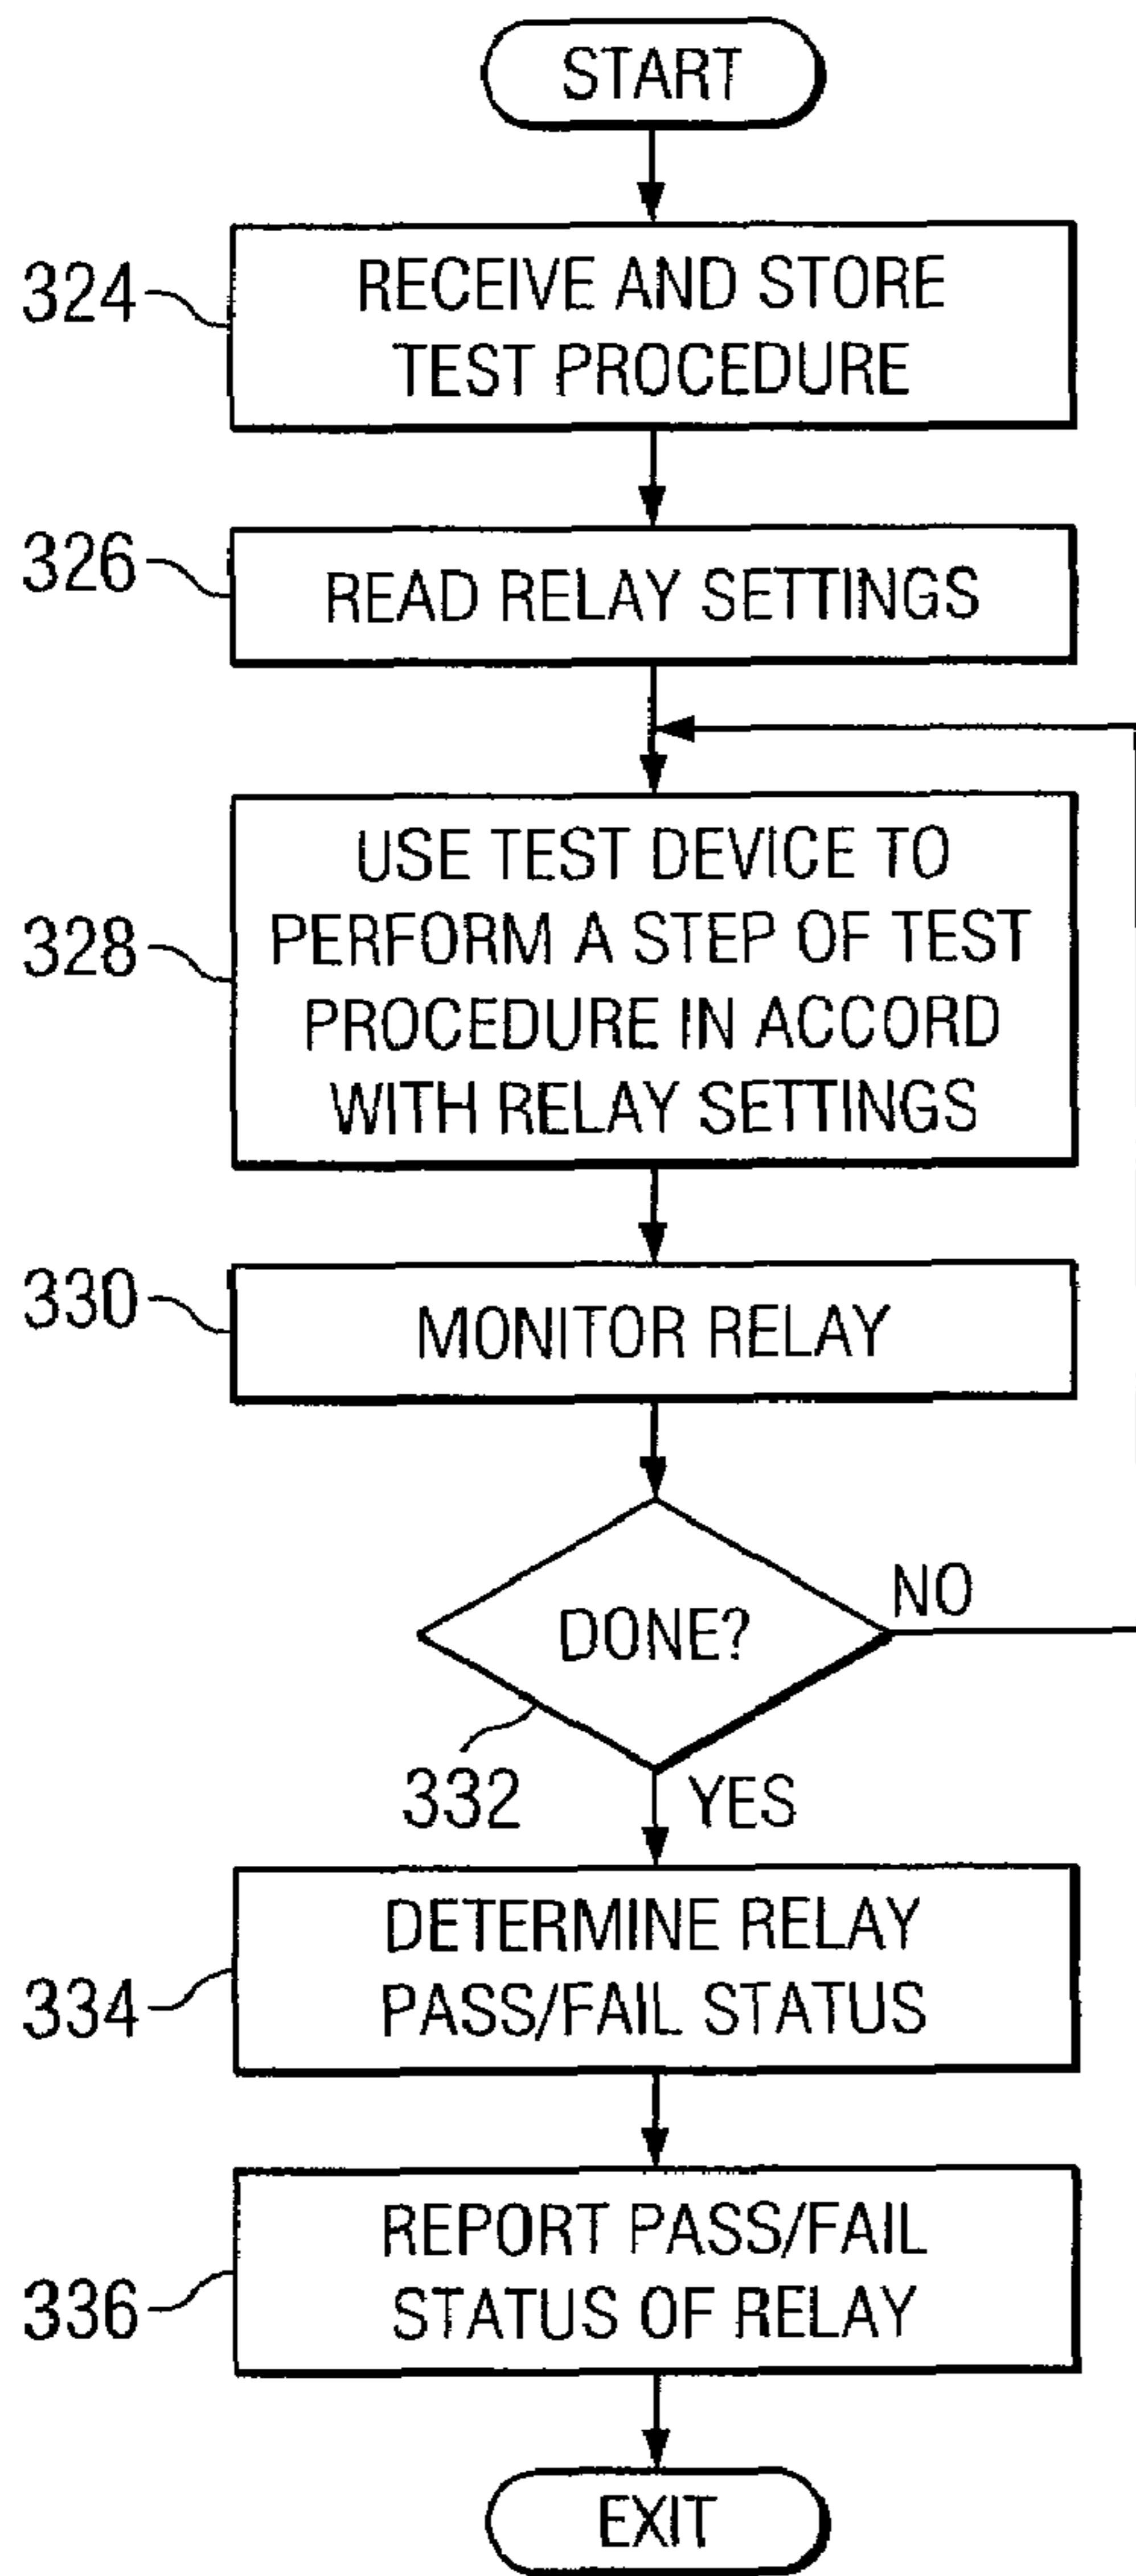 START
324
RECEIVE AND STORE
TEST PROCEDURE
326
READ RELAY SETTINGS
328
USE TEST DEVICE TO
PERFORM A STEP OF TEST
PROCEDURE IN ACCORD
WITH RELAY SETTINGS
330
MONITOR RELAY
DONE?
NO
332
YES
334
DETERMINE RELAY
PASS/FAIL STATUS
336
REPORT PASS/FAIL
STATUS OF RELAY
EXIT